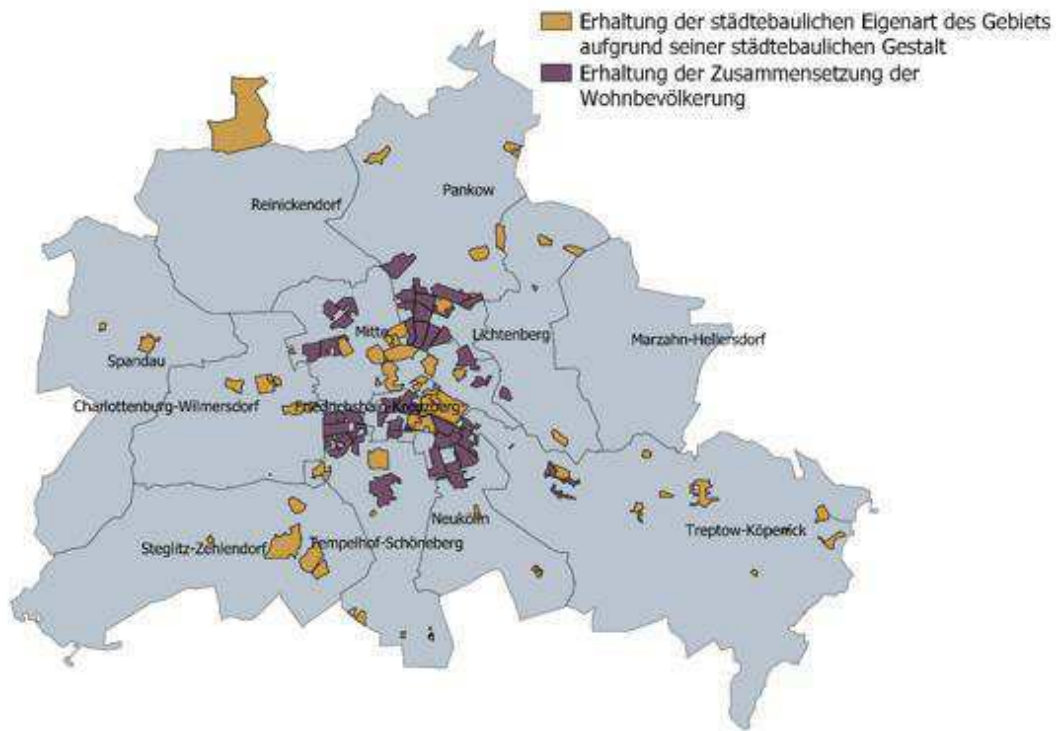 Erhaltung der städtebaulichen Eigenart des Gebiets
aufgrund seiner städtebaulichen Gestalt
Erhaltung der Zusammensetzung der
Wohnbevölkerung
Pankow
Reinickendorf
Mitte
Lichtenberg
Marzahn-Hellersdorf
Spandau
Charlottenburg-Wilmersdorf
Friedrichshain-Kreuzberg
Neukölln
Treptow-Köpenick
Steglitz-Zehlendorf
Tempelhof-Schöneberg